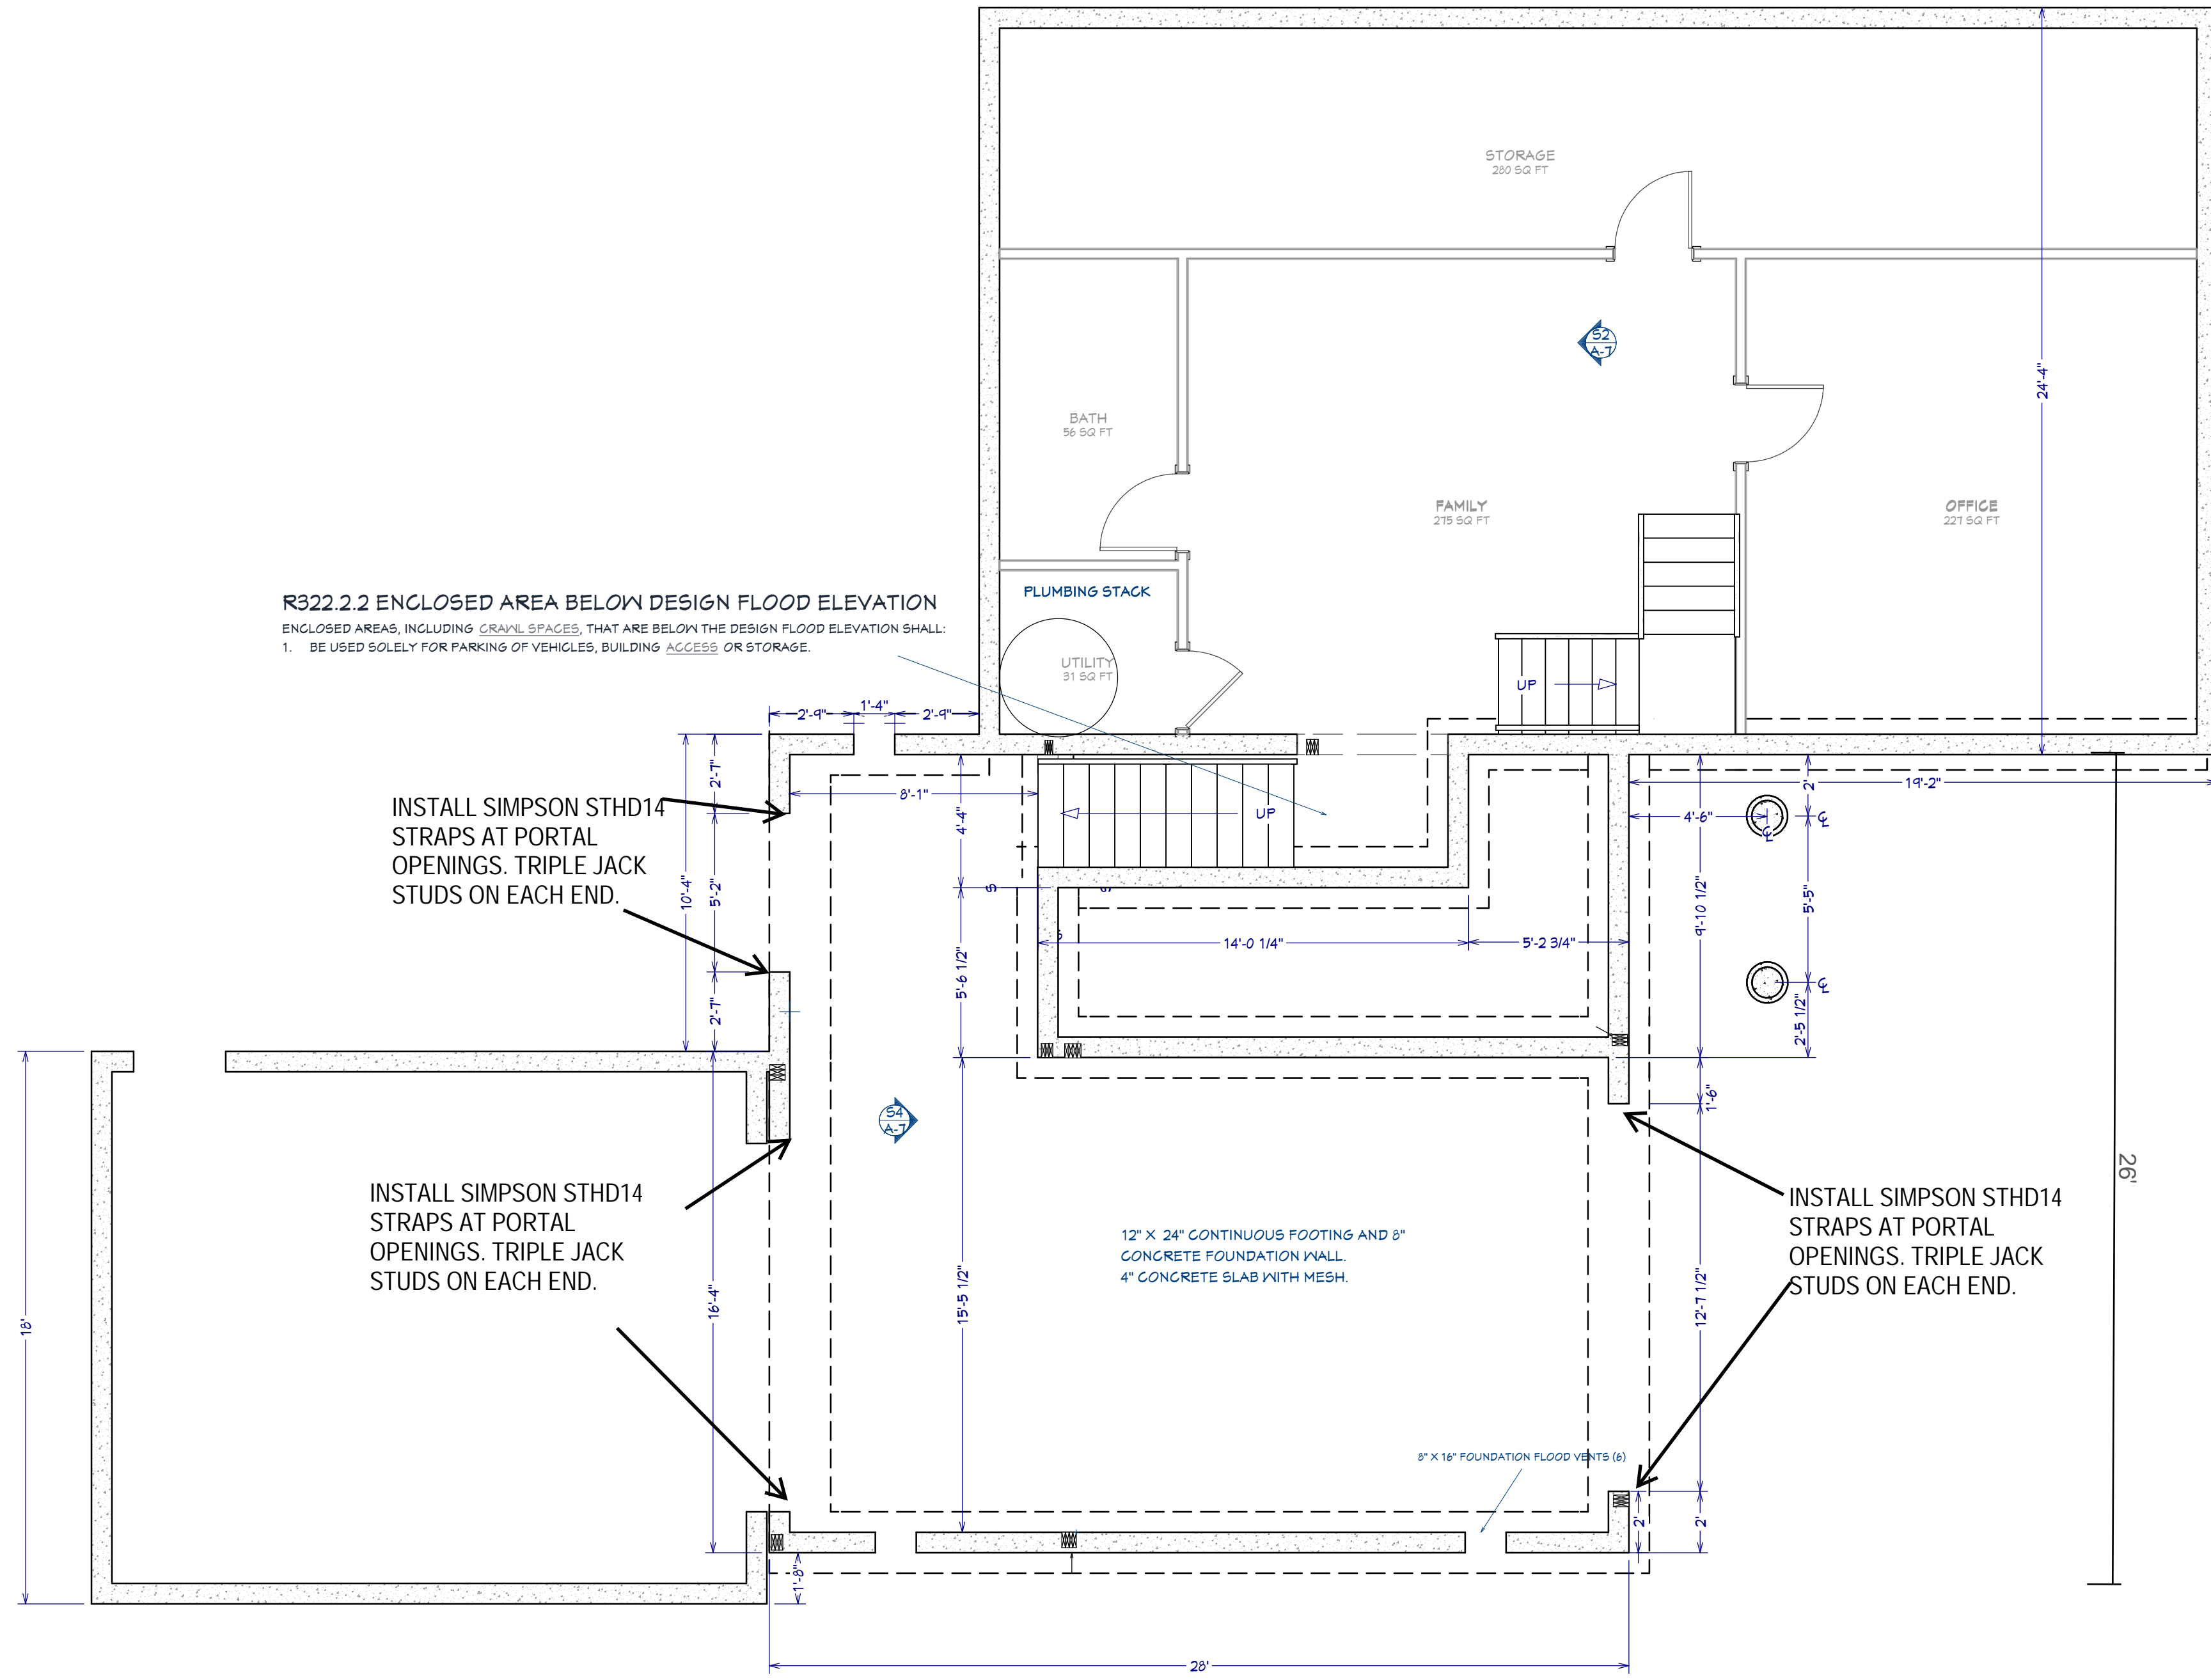 STORAGE
280 SQ FT
S2
A-7
24'-4"
BATH
56 SQ FT
FAMILY
275 SQ FT
OFFICE
227 SQ FT
R322.2.2 ENCLOSED AREA BELOW DESIGN FLOOD ELEVATION
ENCLOSED AREAS, INCLUDING CRAWL SPACES, THAT ARE BELOW THE DESIGN FLOOD ELEVATION SHALL:
1. BE USED SOLELY FOR PARKING OF VEHICLES, BUILDING ACCESS OR STORAGE.
PLUMBING STACK
UTILITY
31 SQ FT
UP
2'-9"
1'-4"
2'-9"
2'-7"
8'-1"
4'-4"
UP
2'
19'-2"
4'-6"
INSTALL SIMPSON STHD14
STRAPS AT PORTAL
OPENINGS. TRIPLE JACK
STUDS ON EACH END.
10'-4"
5'-2"
9'-10 1/2"
5'-5"
14'-0 1/4"
5'-2 3/4"
5'-6 1/2"
2'-7"
2'-5 1/2"
1'-6"
S4
A-7
26'
INSTALL SIMPSON STHD14
STRAPS AT PORTAL
OPENINGS. TRIPLE JACK
STUDS ON EACH END.
INSTALL SIMPSON STHD14
STRAPS AT PORTAL
OPENINGS. TRIPLE JACK
STUDS ON EACH END.
12" X 24" CONTINUOUS FOOTING AND 8"
CONCRETE FOUNDATION WALL.
4" CONCRETE SLAB WITH MESH.
18'
16'-4"
15'-5 1/2"
12'-7 1/2"
8" X 16" FOUNDATION FLOOD VENTS (6)
2'
2'
1'-8"
28'